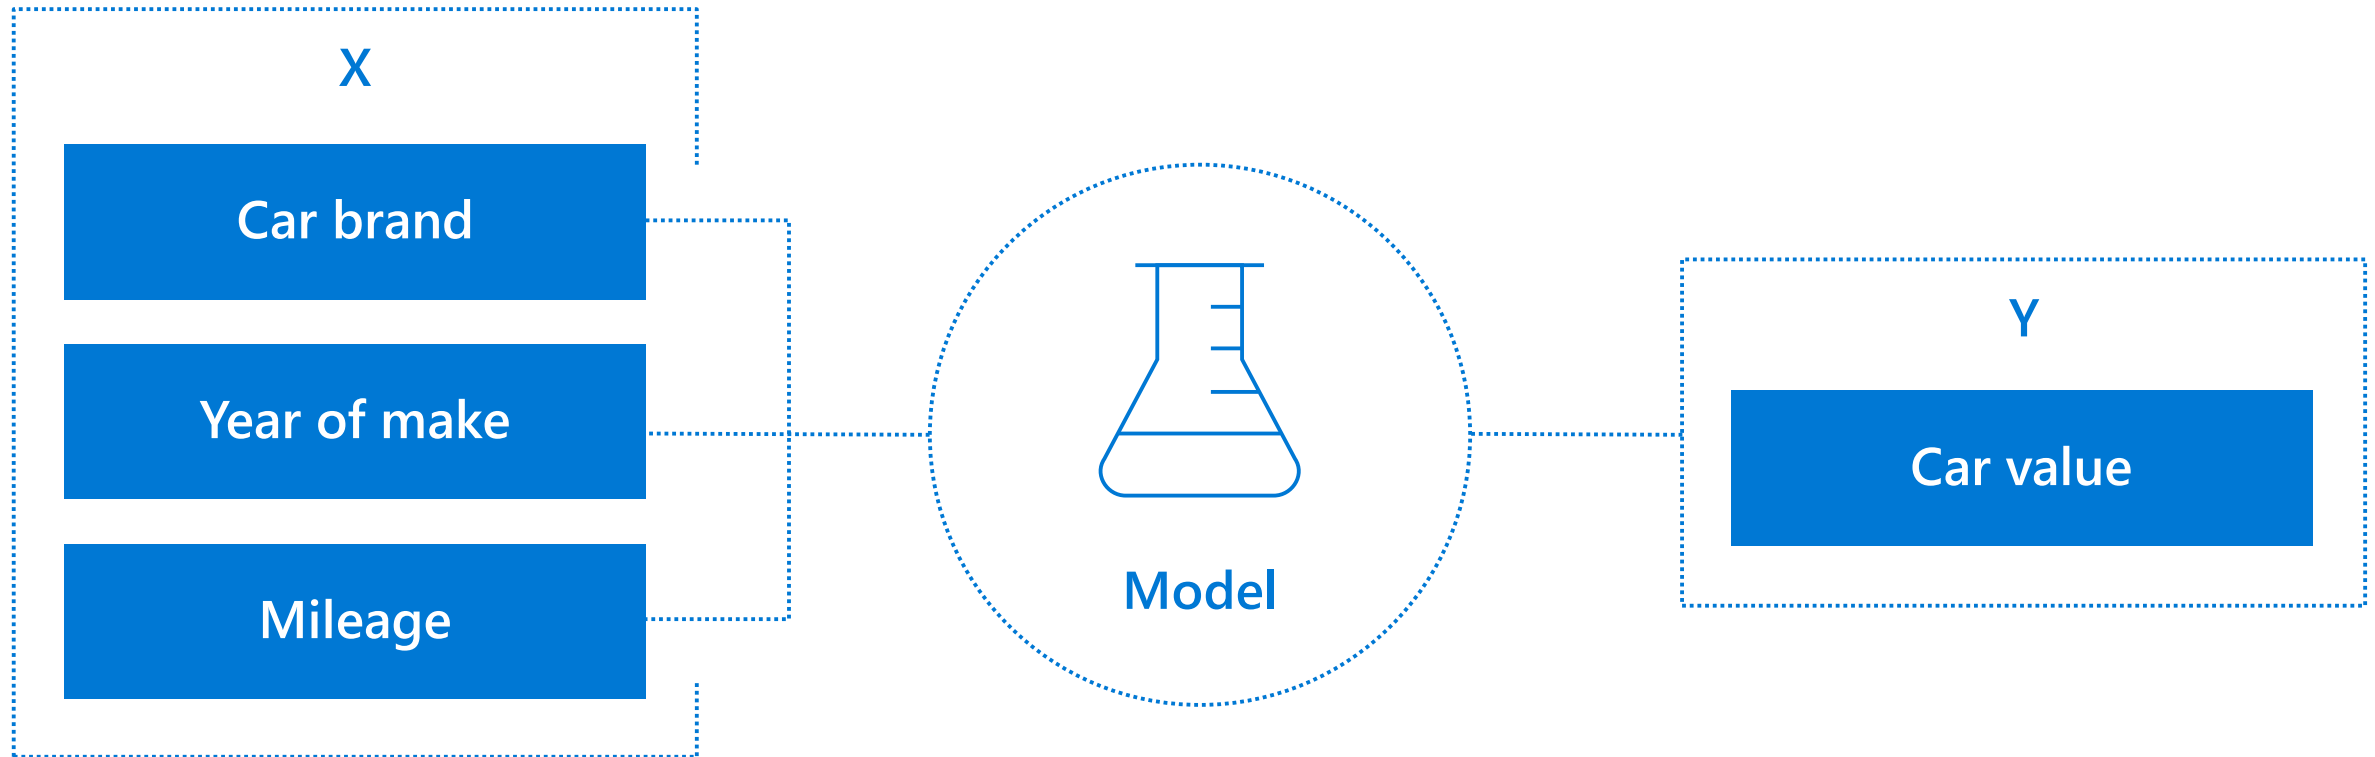 X
Car brand
Year of make
Mileage
Model
Y
Car value